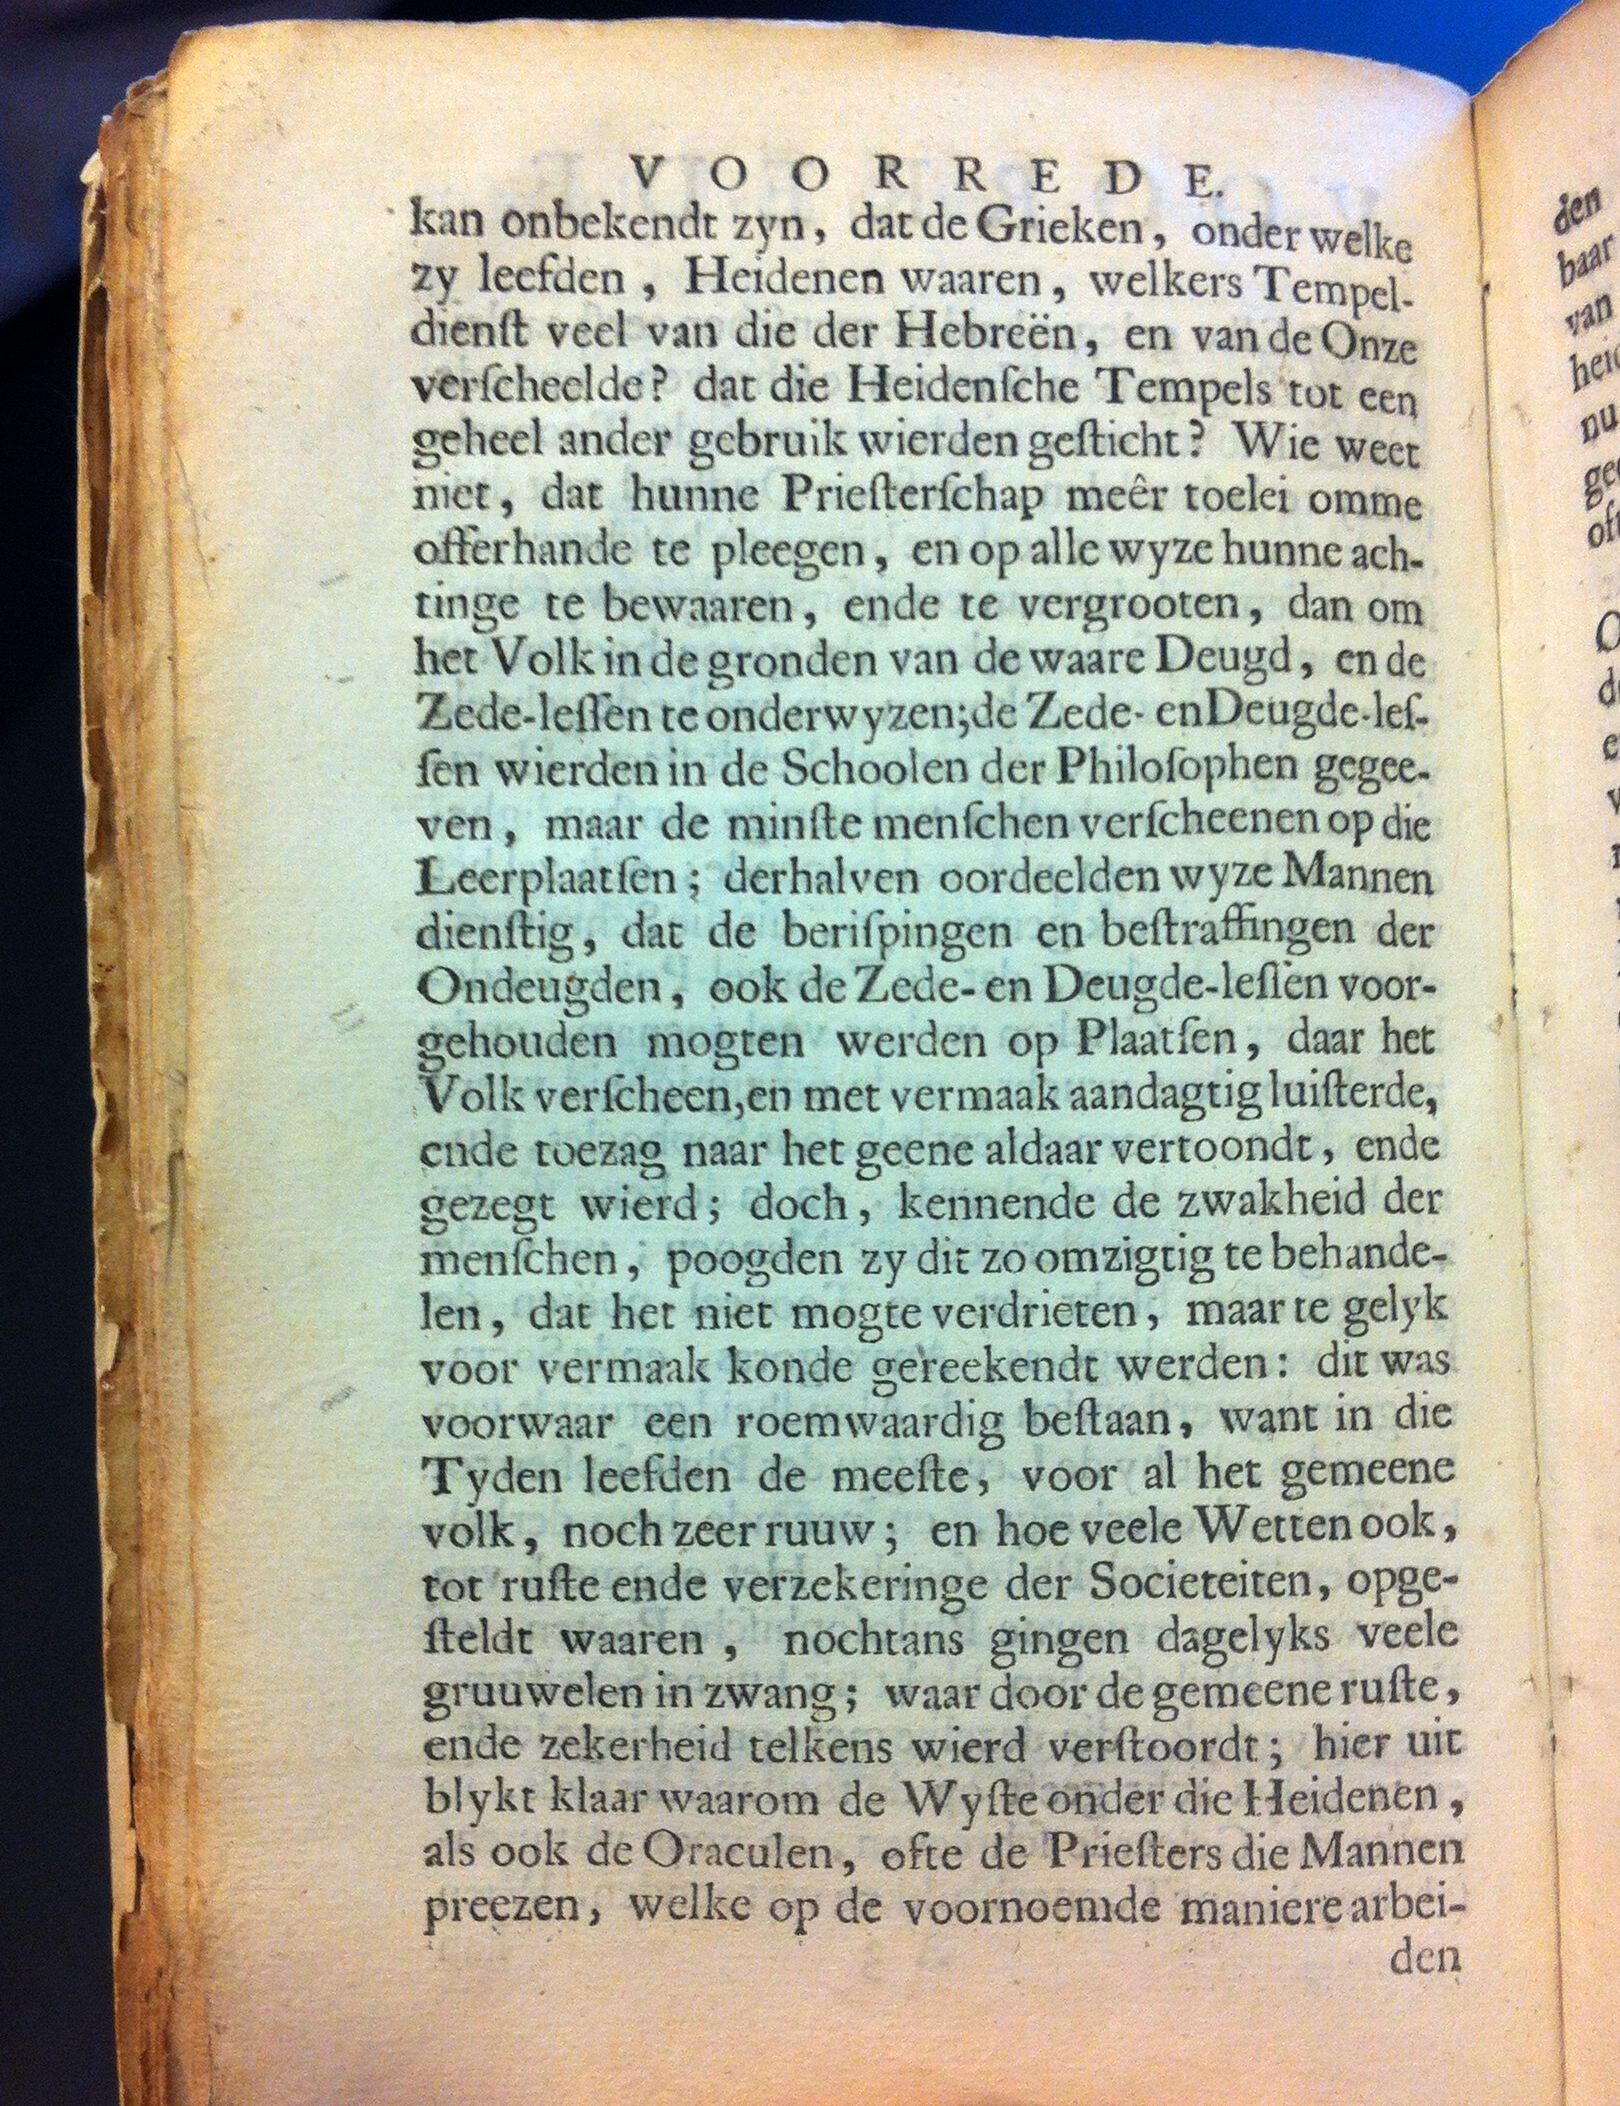 VOORREDE.
kan onbekendt zyn, dat de Grieken, onder welke
zy leefden, Heidenen waaren, welkers Tempel-
dienſt veel van die der Hebreën, en van de Onze
verſcheelde? dat die Heidenſche Tempels tot een
geheel ander gebruik wierden geſticht? Wie weet
niet, dat hunne Prieſterſchap meêr toelei omme
offerhande te pleegen, en op alle wyze hunne ach-
tinge te bewaaren, ende te vergrooten, dan om
het Volk in de gronden van de waare Deugd, en de
Zede-leſſen te onderwyzen; de Zede- en Deugde-leſ-
ſen wierden in de Schoolen der Philoſophen gegee-
ven, maar de minſte menſchen verſcheenen op die
Leerplaatſen; derhalven oordeelden wyze Mannen
dienſtig, dat de beriſpingen en beſtraffingen der
Ondeugden, ook de Zede- en Deugde-leſſen voor-
gehouden mogten werden op Plaatſen, daar het
Volk verſcheen, en met vermaak aandagtig luiſterde,
ende toezag naar het geene aldaar vertoondt, ende
gezegt wierd; doch, kennende de zwakheid der
menſchen, poogden zy dit zo omzigtig te behande-
len, dat het niet mogte verdrieten, maar te gelyk
voor vermaak konde gereekendt werden: dit was
voorwaar een roemwaardig beſtaan, want in die
Tyden leefden de meeſte, voor al het gemeene
volk, noch zeer ruuw; en hoe veele Wetten ook,
tot ruſte ende verzekeringe der Societeiten, opge-
ſteldt waaren, nochtans gingen dagelyks veele
gruuwelen in zwang; waar door de gemeene ruſte,
ende zekerheid telkens wierd verſtoordt; hier uit
blykt klaar waarom de Wyſte onder die Heidenen,
als ook de Oraculen, ofte de Prieſters die Mannen
preezen, welke op de voornoemde maniere arbei-
den
den
baar
van
nu